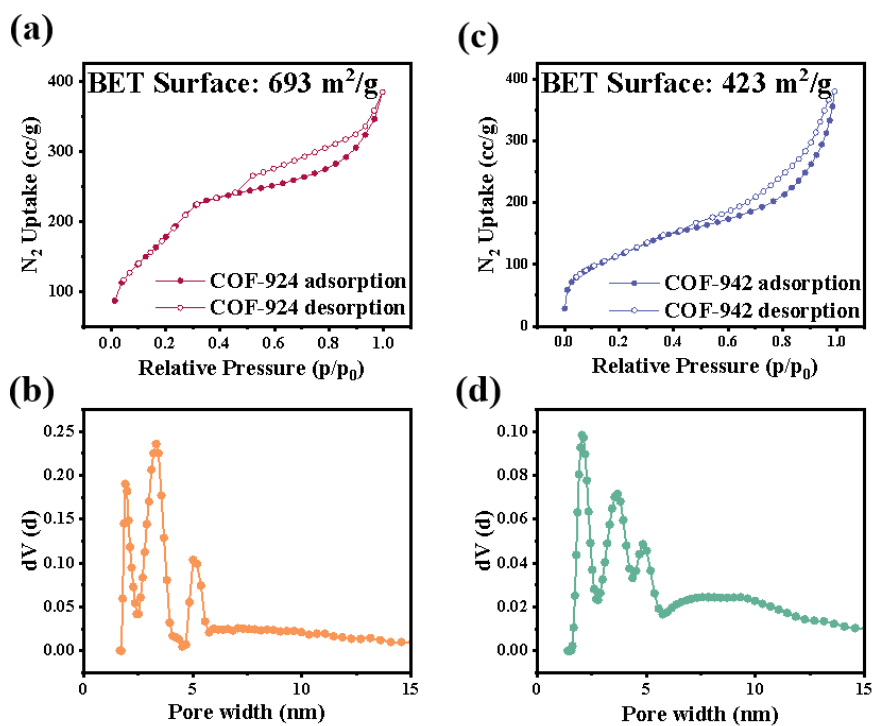 (a)
BET Surface: 693 m²/g
400
300
200
100
N₂ Uptake (cc/g)
COF-924 adsorption
COF-924 desorption
0.0 0.2 0.4 0.6 0.8 1.0
Relative Pressure (p/p₀)
(c)
BET Surface: 423 m²/g
400
300
200
100
0
N₂ Uptake (cc/g)
COF-942 adsorption
COF-942 desorption
0.0 0.2 0.4 0.6 0.8 1.0
Relative Pressure (p/p₀)
(b)
0.25
0.20
0.15
0.10
0.05
0.00
dV (d)
0 5 10 15
Pore width (nm)
(d)
0.10
0.08
0.06
0.04
0.02
0.00
dV (d)
0 5 10 15
Pore width (nm)